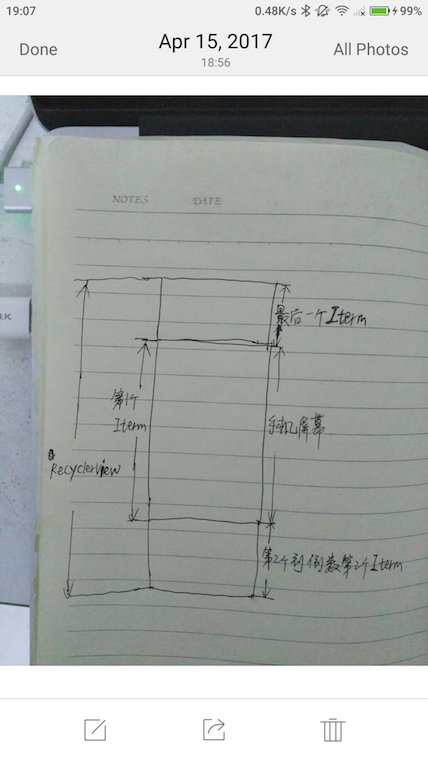 19:07
0.48K/s
99%
Done
Apr 15, 2017
18:56
All Photos
NOTES
DATE
最后一个Iterm
第1个
Iterm
手机屏幕
RecyclerView
第2个到倒数第2个Iterm